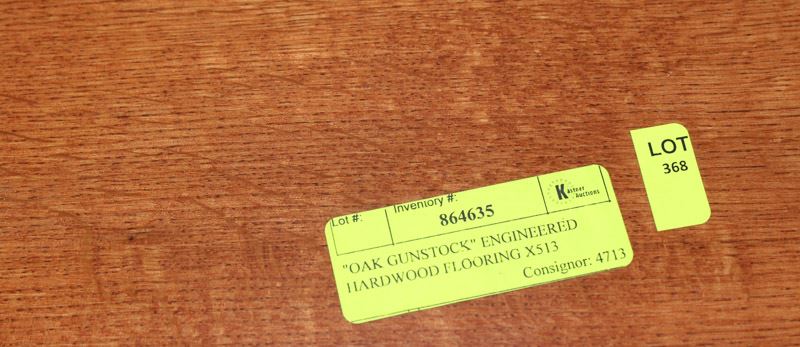 Lot #:
Inventory #:
864635
Kastner
Auctions
"OAK GUNSTOCK" ENGINEERED
HARDWOOD FLOORING X513
Consignor: 4713
LOT
368